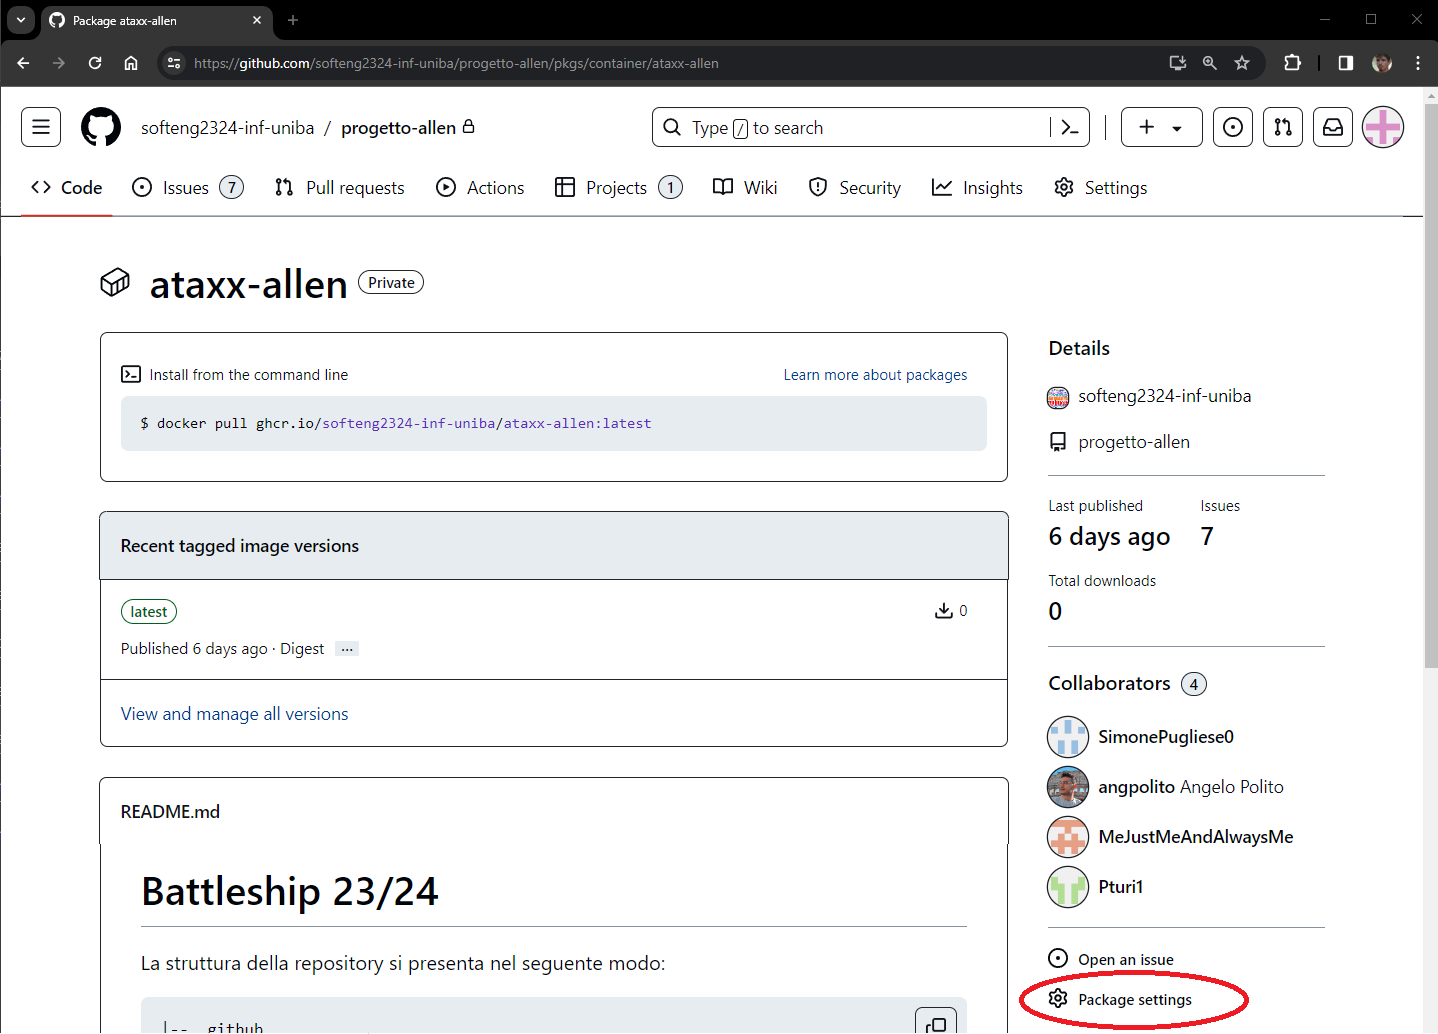 Package ataxx-allen
https://github.com/softeng2324-inf-uniba/progetto-allen/pkgs/container/ataxx-allen
softeng2324-inf-uniba / progetto-allen
Type / to search
Code
Issues 7
Pull requests
Actions
Projects 1
Wiki
Security
Insights
Settings
ataxx-allen Private
Install from the command line
Learn more about packages
$ docker pull ghcr.io/softeng2324-inf-uniba/ataxx-allen:latest
Recent tagged image versions
latest
0
Published 6 days ago · Digest ...
View and manage all versions
README.md
Battleship 23/24
La struttura della repository si presenta nel seguente modo:
|-- .github
Details
softeng2324-inf-uniba
progetto-allen
Last published
Issues
6 days ago
7
Total downloads
0
Collaborators 4
SimonePugliese0
angpolito Angelo Polito
MeJustMeAndAlwaysMe
Pturi1
Open an issue
Package settings